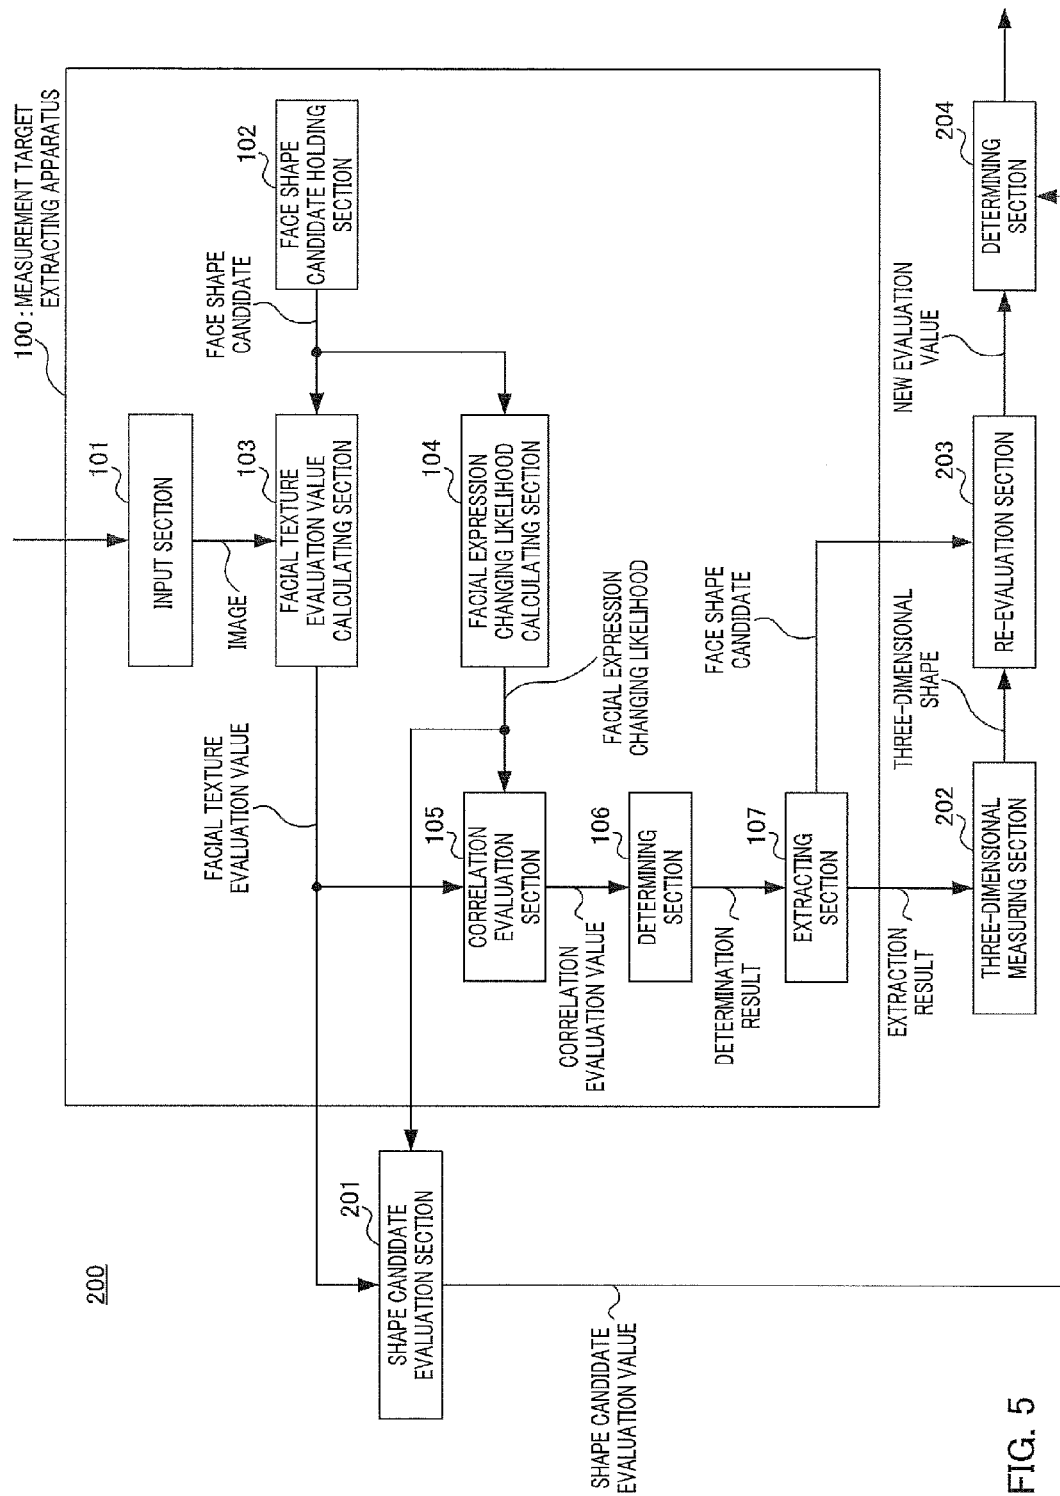 200
100 : MEASUREMENT TARGET
EXTRACTING APPARATUS
101
INPUT SECTION
IMAGE
102
FACE SHAPE
CANDIDATE HOLDING
SECTION
FACE SHAPE
CANDIDATE
103
FACIAL TEXTURE
EVALUATION VALUE
CALCULATING SECTION
FACIAL TEXTURE
EVALUATION VALUE
104
FACIAL EXPRESSION
CHANGING LIKELIHOOD
CALCULATING SECTION
FACIAL EXPRESSION
CHANGING LIKELIHOOD
201
SHAPE CANDIDATE
EVALUATION SECTION
SHAPE CANDIDATE
EVALUATION VALUE
105
CORRELATION
EVALUATION
SECTION
CORRELATION
EVALUATION VALUE
106
DETERMINING
SECTION
DETERMINATION
RESULT
107
EXTRACTING
SECTION
FACE SHAPE
CANDIDATE
EXTRACTION
RESULT
202
THREE-DIMENSIONAL
MEASURING SECTION
THREE-DIMENSIONAL
SHAPE
203
RE-EVALUATION SECTION
NEW EVALUATION
VALUE
204
DETERMINING
SECTION
FIG. 5